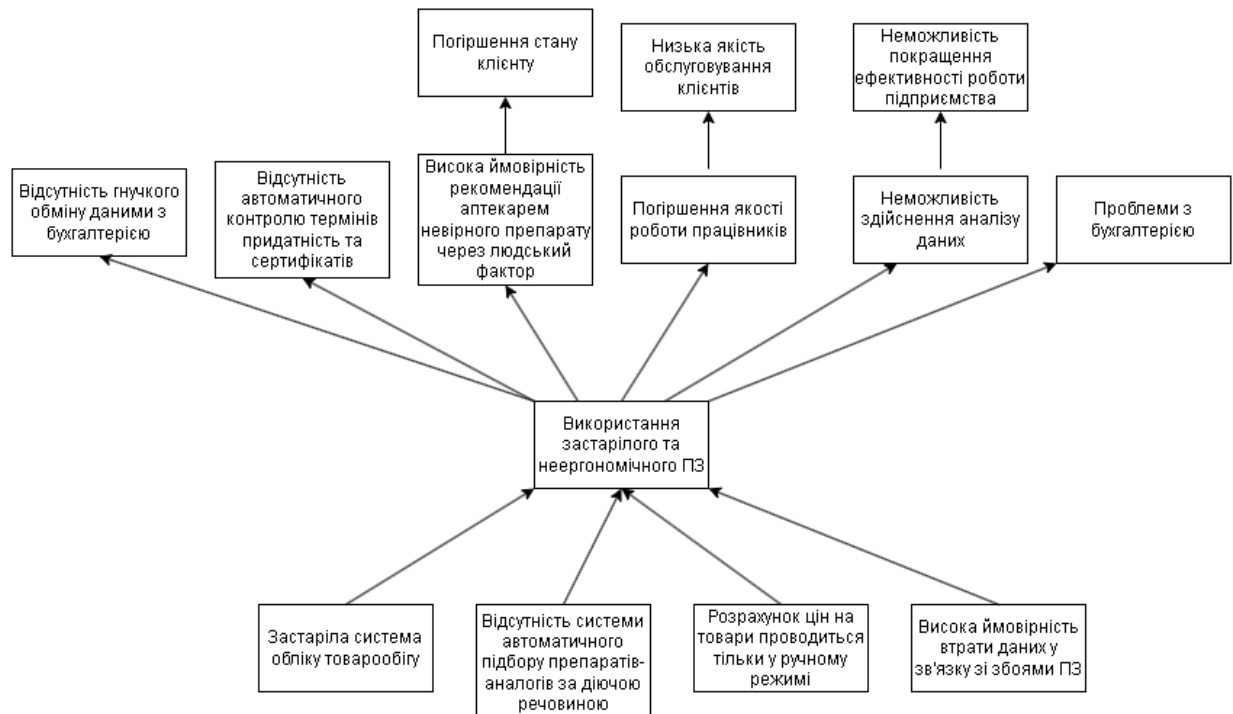 Погіршення стану
клієнту
Низька якість
обслуговування
клієнтів
Неможливість
покращення
ефективності роботи
підприємства
Відсутність гнучкого
обміну даними з
бухгалтерією
Відсутність
автоматичного
контролю термінів
придатність та
сертифікатів
Висока ймовірність
рекомендації
аптекарем
невірного препарату
через людський
фактор
Погіршення якості
роботи працівників
Неможливість
здійснення аналізу
даних
Проблеми з
бухгалтерією
Використання
застарілого та
неергономічного ПЗ
Застаріла система
обліку товарообігу
Відсутність системи
автоматичного
підбору препаратів-
аналогів за діючою
речовиною
Розрахунок цін на
товари проводиться
тільки у ручному
режимі
Висока ймовірність
втрати даних у
зв'язку зі збоями ПЗ